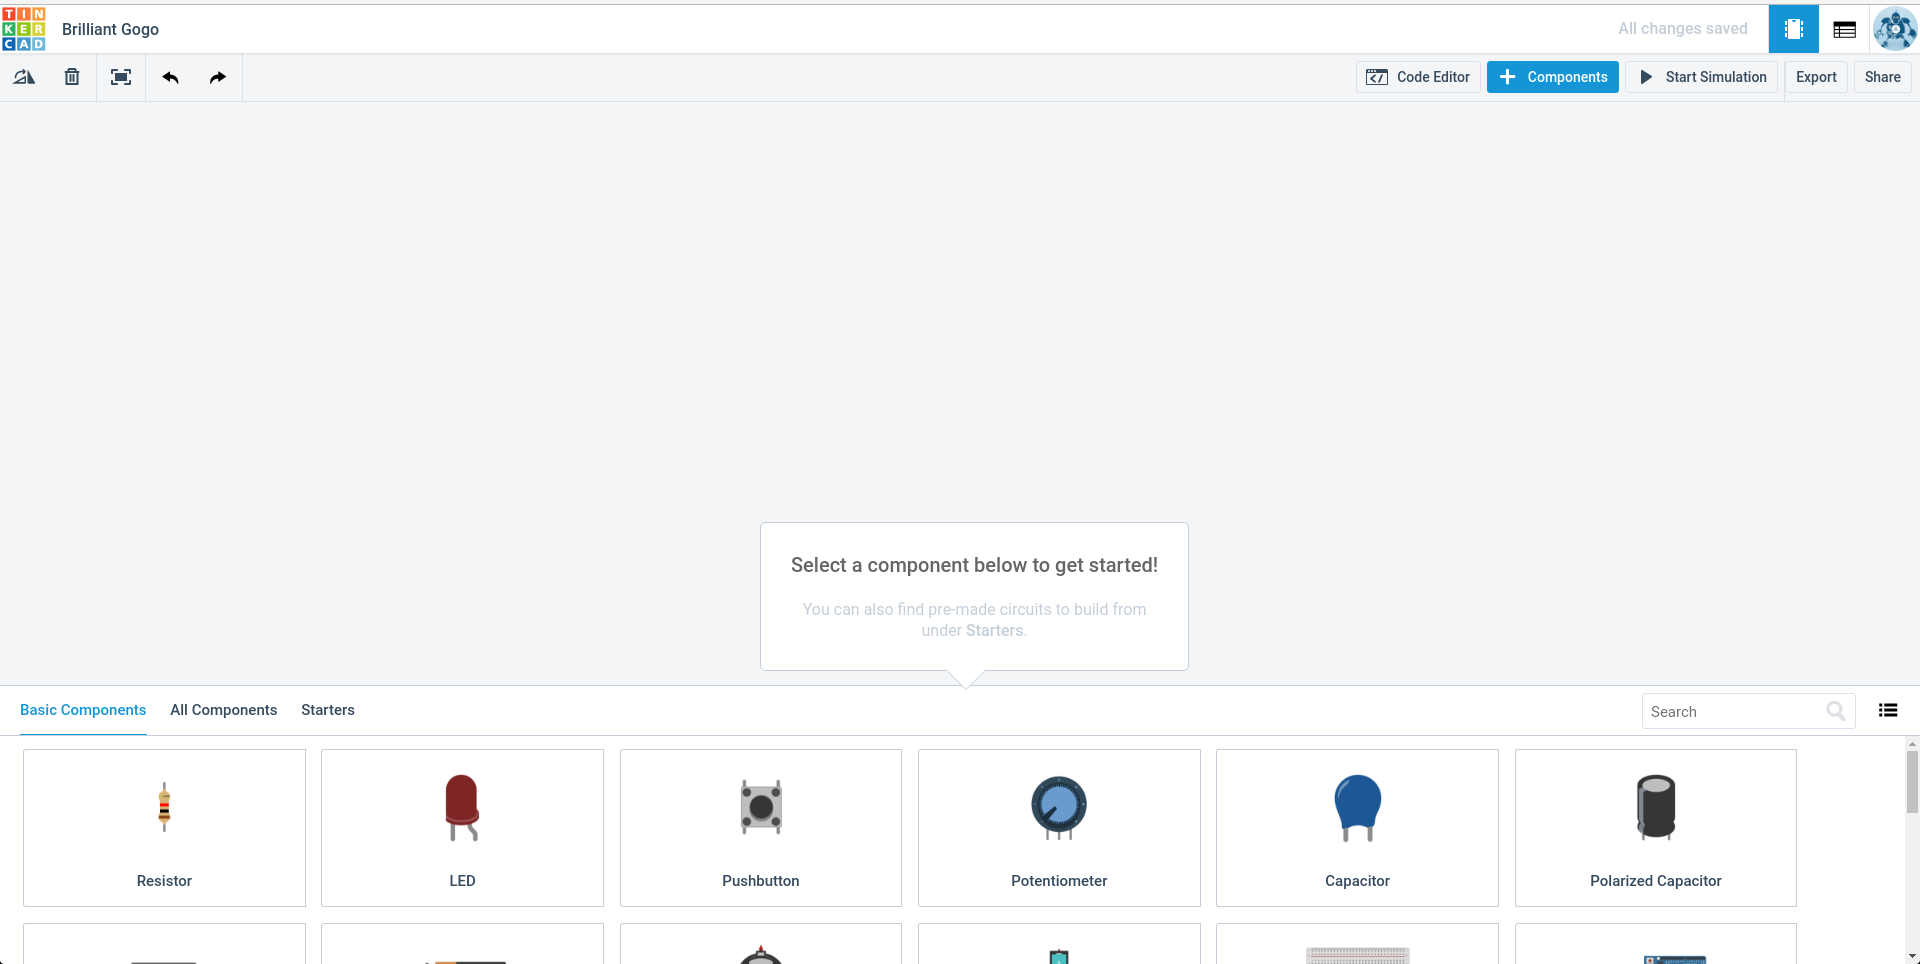 TIN
KER
CAD
Brilliant Gogo
All changes saved
Code Editor
Components
Start Simulation
Export
Share
Select a component below to get started!
You can also find pre-made circuits to build from
under Starters.
Basic Components
All Components
Starters
Search
Resistor
LED
Pushbutton
Potentiometer
Capacitor
Polarized Capacitor